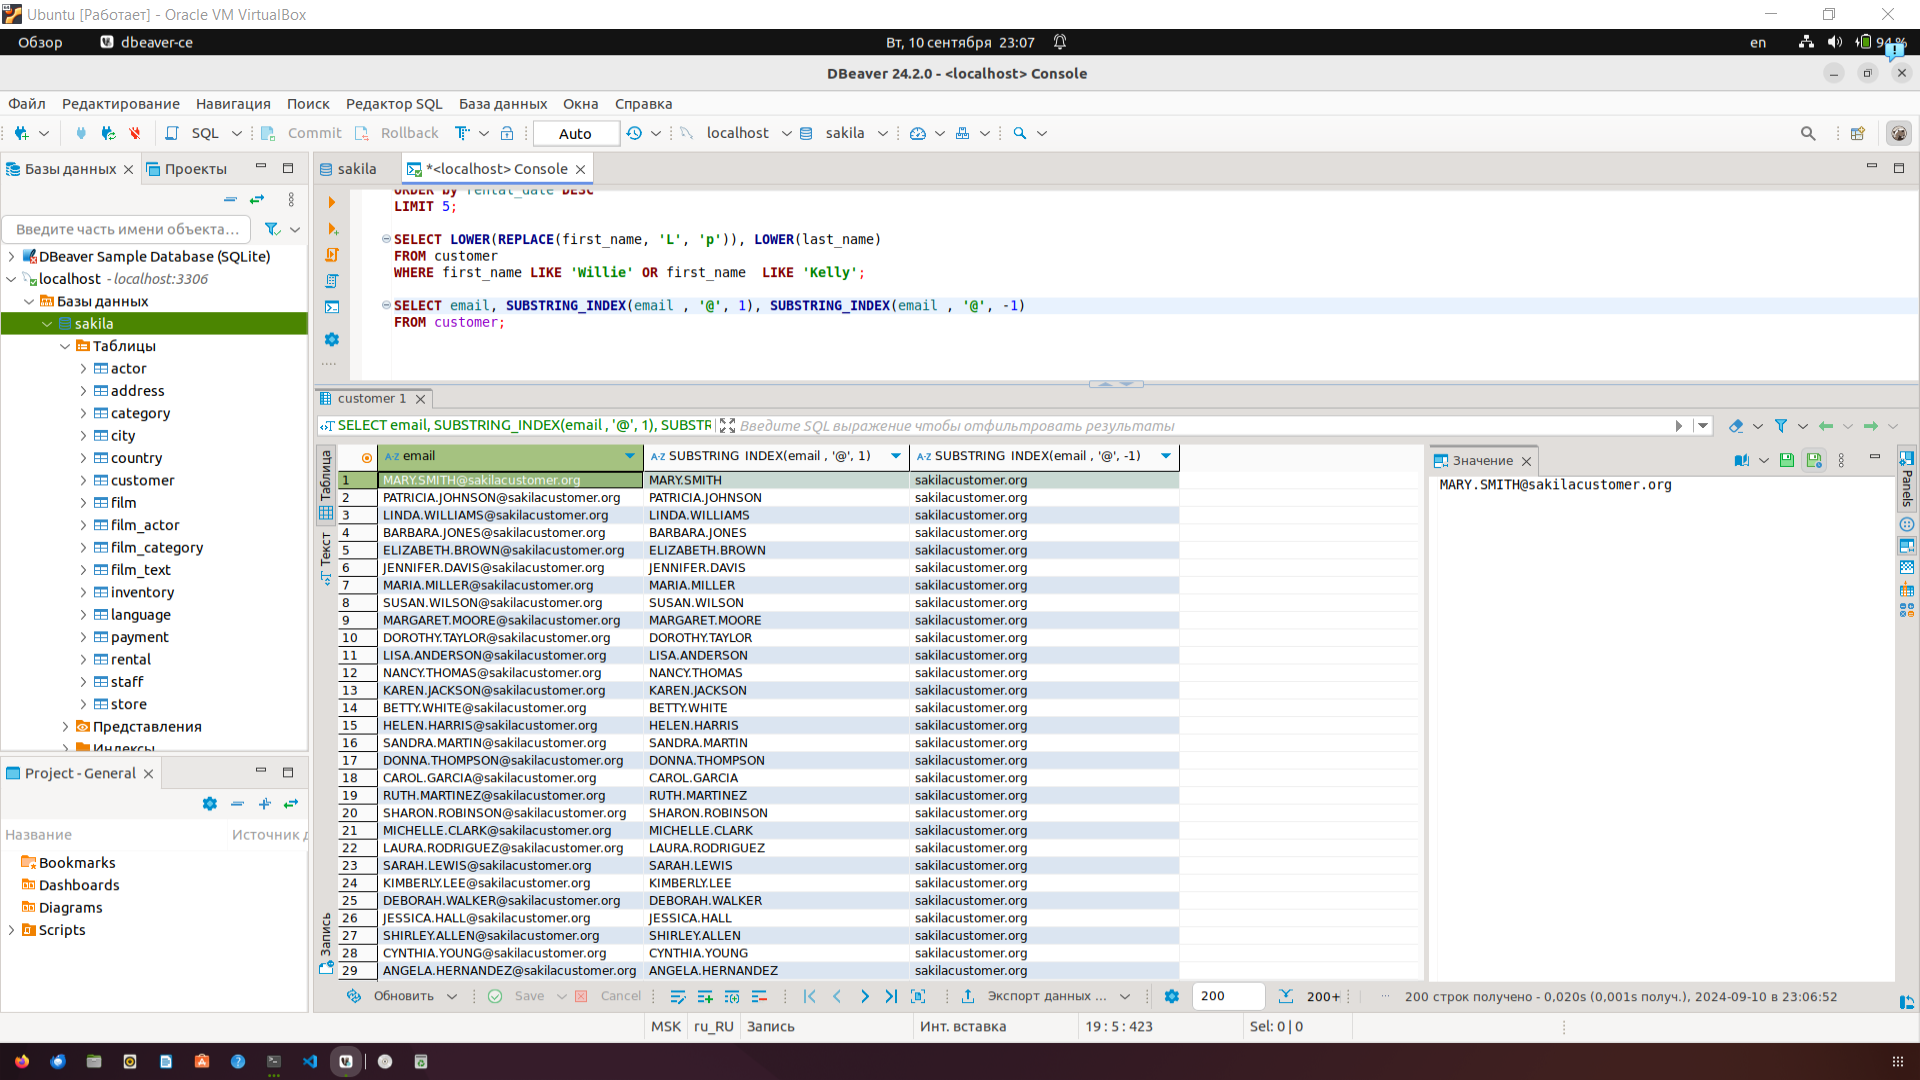 Ubuntu [Работает] - Oracle VM VirtualBox
Обзор dbeaver-ce Вт, 10 сентября 23:07 en 94 %
DBeaver 24.2.0 - <localhost> Console
Файл Редактирование Навигация Поиск Редактор SQL База данных Окна Справка
SQL Commit Rollback Auto localhost sakila
Базы данных Проекты
Введите часть имени объекта...
DBeaver Sample Database (SQLite)
localhost - localhost:3306
Базы данных
sakila
Таблицы
actor
address
category
city
country
customer
film
film_actor
film_category
film_text
inventory
language
payment
rental
staff
store
Представления
Индексы
Project - General
Название Источник д
Bookmarks
Dashboards
Diagrams
Scripts
sakila *<localhost> Console
ORDER by rental_date DESC
LIMIT 5;
SELECT LOWER(REPLACE(first_name, 'L', 'p')), LOWER(last_name)
FROM customer
WHERE first_name LIKE 'Willie' OR first_name  LIKE 'Kelly';
SELECT email, SUBSTRING_INDEX(email , '@', 1), SUBSTRING_INDEX(email , '@', -1)
FROM customer;
customer 1
SELECT email, SUBSTRING_INDEX(email , '@', 1), SUBSTR Введите SQL выражение чтобы отфильтровать результаты
Таблица
Текст
Запись
email SUBSTRING_INDEX(email , '@', 1) SUBSTRING_INDEX(email , '@', -1)
1 MARY.SMITH@sakilacustomer.org MARY.SMITH sakilacustomer.org
2 PATRICIA.JOHNSON@sakilacustomer.org PATRICIA.JOHNSON sakilacustomer.org
3 LINDA.WILLIAMS@sakilacustomer.org LINDA.WILLIAMS sakilacustomer.org
4 BARBARA.JONES@sakilacustomer.org BARBARA.JONES sakilacustomer.org
5 ELIZABETH.BROWN@sakilacustomer.org ELIZABETH.BROWN sakilacustomer.org
6 JENNIFER.DAVIS@sakilacustomer.org JENNIFER.DAVIS sakilacustomer.org
7 MARIA.MILLER@sakilacustomer.org MARIA.MILLER sakilacustomer.org
8 SUSAN.WILSON@sakilacustomer.org SUSAN.WILSON sakilacustomer.org
9 MARGARET.MOORE@sakilacustomer.org MARGARET.MOORE sakilacustomer.org
10 DOROTHY.TAYLOR@sakilacustomer.org DOROTHY.TAYLOR sakilacustomer.org
11 LISA.ANDERSON@sakilacustomer.org LISA.ANDERSON sakilacustomer.org
12 NANCY.THOMAS@sakilacustomer.org NANCY.THOMAS sakilacustomer.org
13 KAREN.JACKSON@sakilacustomer.org KAREN.JACKSON sakilacustomer.org
14 BETTY.WHITE@sakilacustomer.org BETTY.WHITE sakilacustomer.org
15 HELEN.HARRIS@sakilacustomer.org HELEN.HARRIS sakilacustomer.org
16 SANDRA.MARTIN@sakilacustomer.org SANDRA.MARTIN sakilacustomer.org
17 DONNA.THOMPSON@sakilacustomer.org DONNA.THOMPSON sakilacustomer.org
18 CAROL.GARCIA@sakilacustomer.org CAROL.GARCIA sakilacustomer.org
19 RUTH.MARTINEZ@sakilacustomer.org RUTH.MARTINEZ sakilacustomer.org
20 SHARON.ROBINSON@sakilacustomer.org SHARON.ROBINSON sakilacustomer.org
21 MICHELLE.CLARK@sakilacustomer.org MICHELLE.CLARK sakilacustomer.org
22 LAURA.RODRIGUEZ@sakilacustomer.org LAURA.RODRIGUEZ sakilacustomer.org
23 SARAH.LEWIS@sakilacustomer.org SARAH.LEWIS sakilacustomer.org
24 KIMBERLY.LEE@sakilacustomer.org KIMBERLY.LEE sakilacustomer.org
25 DEBORAH.WALKER@sakilacustomer.org DEBORAH.WALKER sakilacustomer.org
26 JESSICA.HALL@sakilacustomer.org JESSICA.HALL sakilacustomer.org
27 SHIRLEY.ALLEN@sakilacustomer.org SHIRLEY.ALLEN sakilacustomer.org
28 CYNTHIA.YOUNG@sakilacustomer.org CYNTHIA.YOUNG sakilacustomer.org
29 ANGELA.HERNANDEZ@sakilacustomer.org ANGELA.HERNANDEZ sakilacustomer.org
Значение
MARY.SMITH@sakilacustomer.org
Panels
Обновить Save Cancel Экспорт данных ... 200 200+ 200 строк получено - 0,020s (0,001s получ.), 2024-09-10 в 23:06:52
MSK ru_RU Запись Инт. вставка 19 : 5 : 423 Sel: 0 | 0